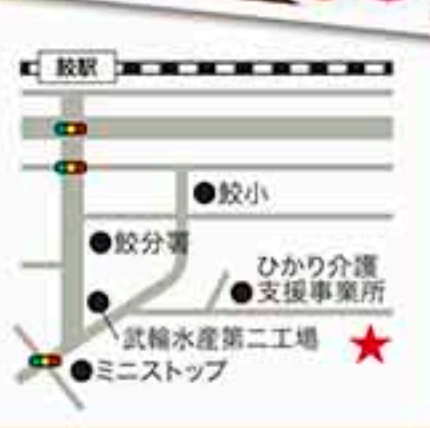 鮫駅
鮫小
鮫分署
ひかり介護
支援事業所
武輪水産第二工場
ミニストップ